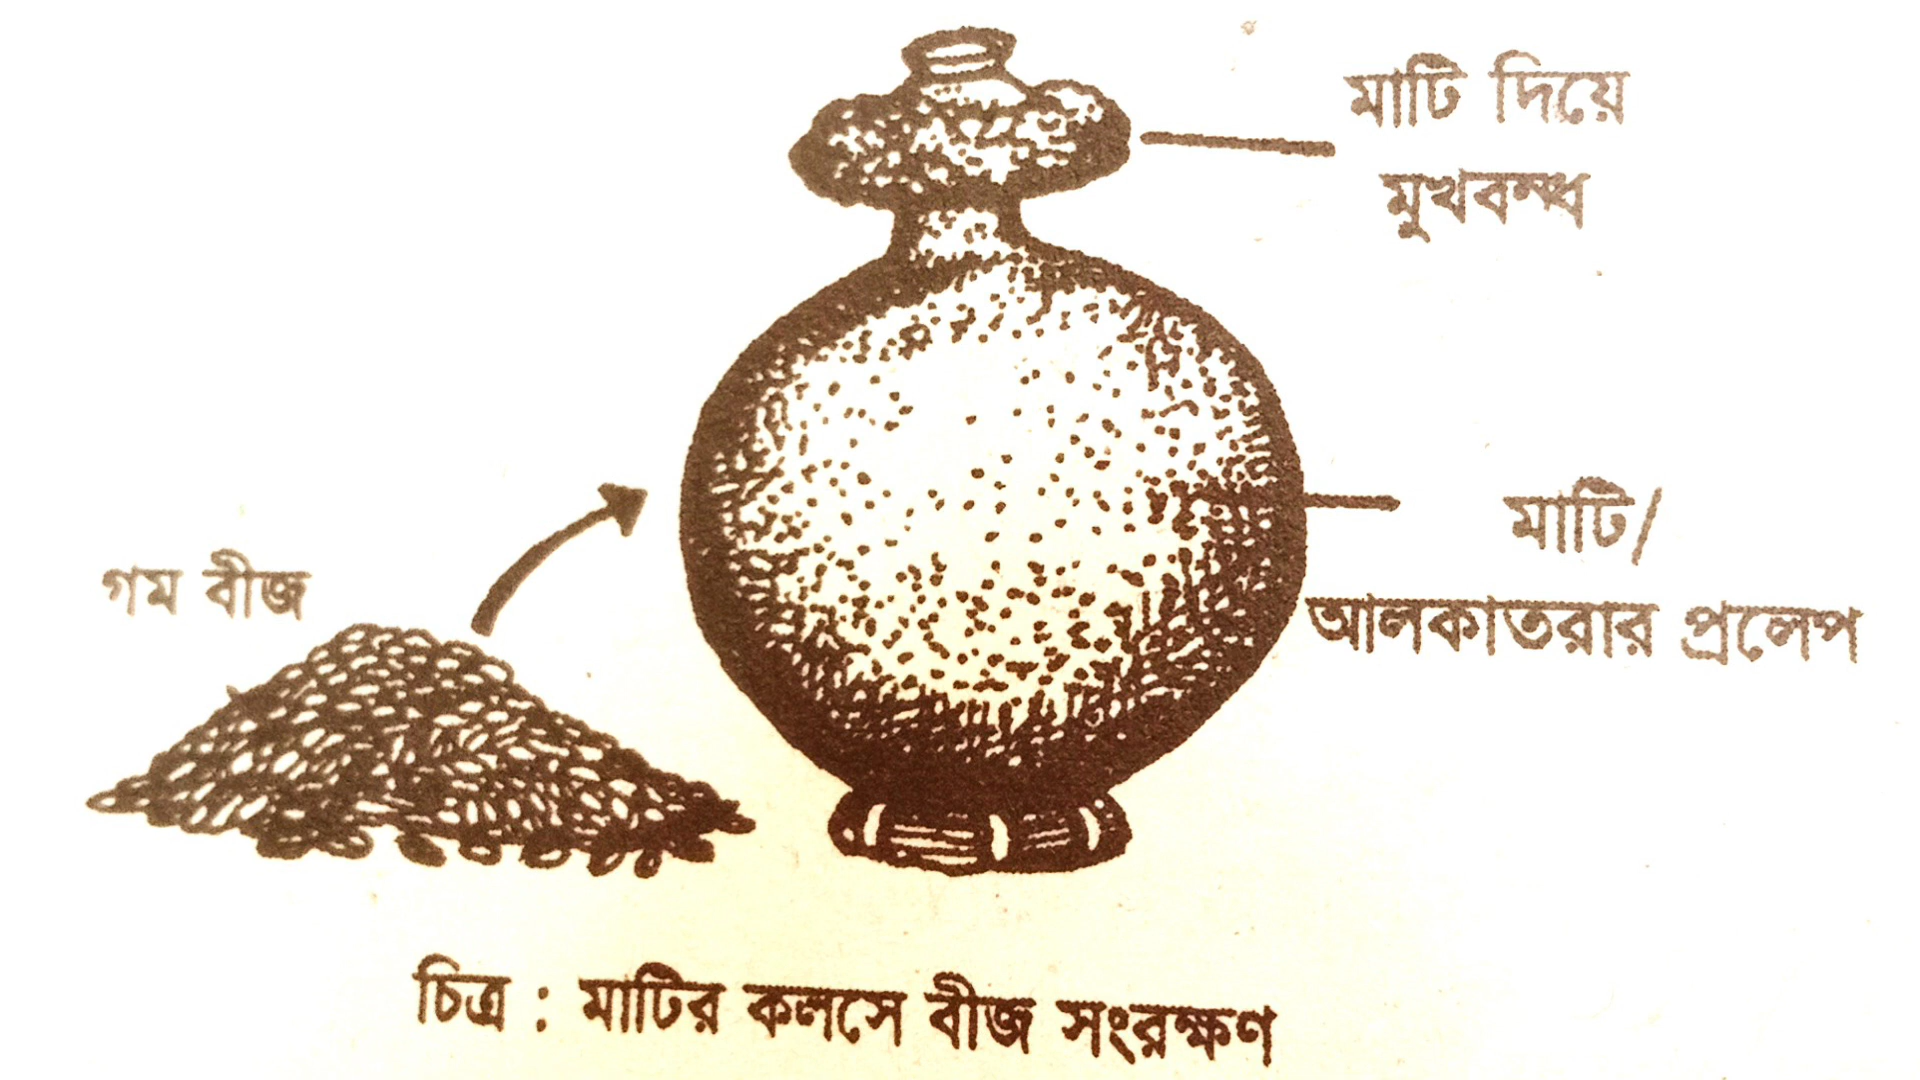 মাটি দিয়ে
মুখবন্ধ
মাটি/
আলকাতরার প্রলেপ
গম বীজ
চিত্র : মাটির কলসে বীজ সংরক্ষণ